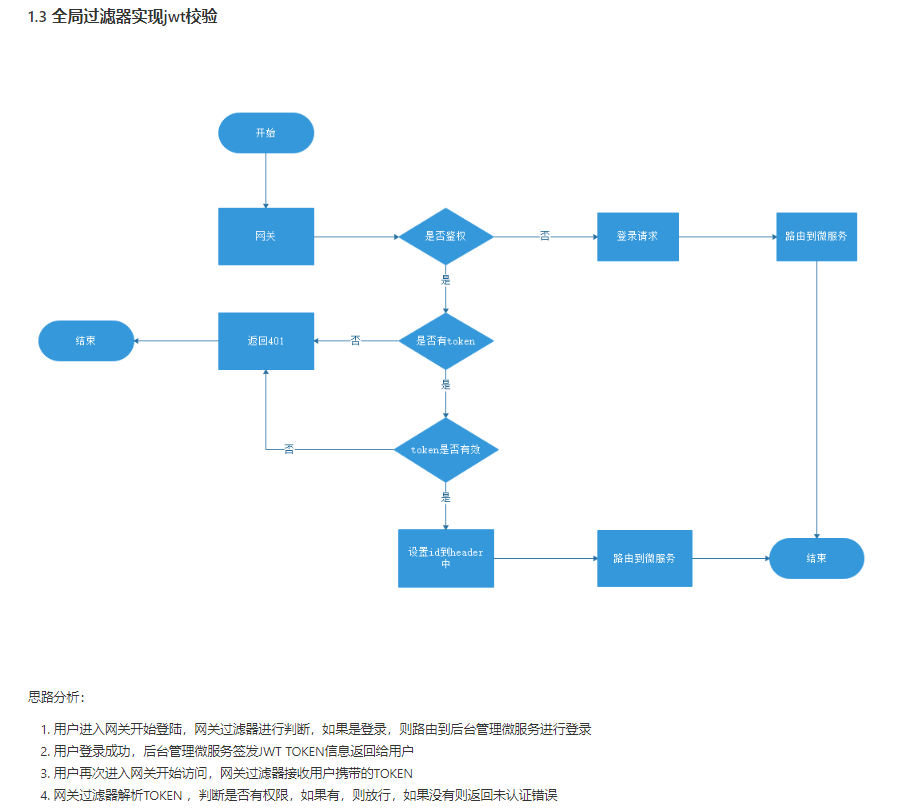 1.3 全局过滤器实现jwt校验
开始
网关
是否鉴权
否
登录请求
路由到微服务
是
结束
返回401
否
是否有token
是
否
token是否有效
是
设置id到header
中
路由到微服务
结束
思路分析：
1. 用户进入网关开始登陆，网关过滤器进行判断，如果是登录，则路由到后台管理微服务进行登录
2. 用户登录成功，后台管理微服务签发JWT TOKEN信息返回给用户
3. 用户再次进入网关开始访问，网关过滤器接收用户携带的TOKEN
4. 网关过滤器解析TOKEN ，判断是否有权限，如果有，则放行，如果没有则返回未认证错误